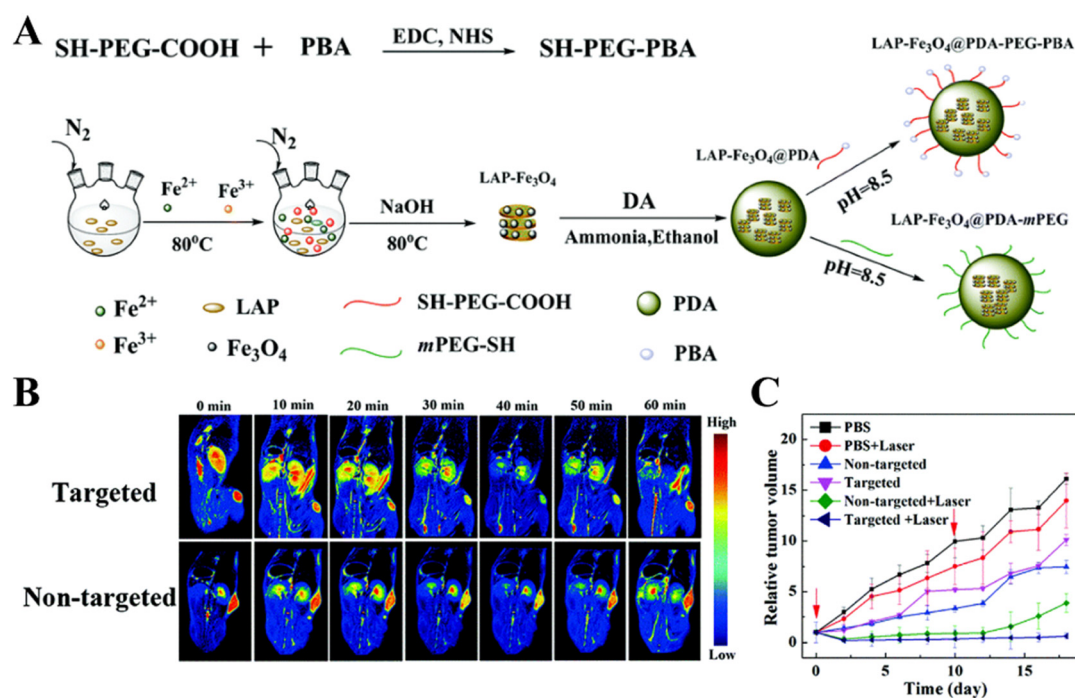 A
SH-PEG-COOH + PBA EDC, NHS SH-PEG-PBA
LAP-Fe₃O₄@PDA-PEG-PBA
N₂ N₂
Fe²⁺ Fe³⁺
80°C
NaOH
80°C
LAP-Fe₃O₄
DA
Ammonia,Ethanol
LAP-Fe₃O₄@PDA
pH=8.5
LAP-Fe₃O₄@PDA-mPEG
pH=8.5
Fe²⁺ LAP SH-PEG-COOH PDA
Fe³⁺ Fe₃O₄ mPEG-SH PBA
B
0 min 10 min 20 min 30 min 40 min 50 min 60 min
Targeted
Non-targeted
High
Low
C
PBS
PBS+Laser
Non-targeted
Targeted
Non-targeted+Laser
Targeted +Laser
Relative tumor volume
20
15
10
5
0
0 5 10 15
Time (day)